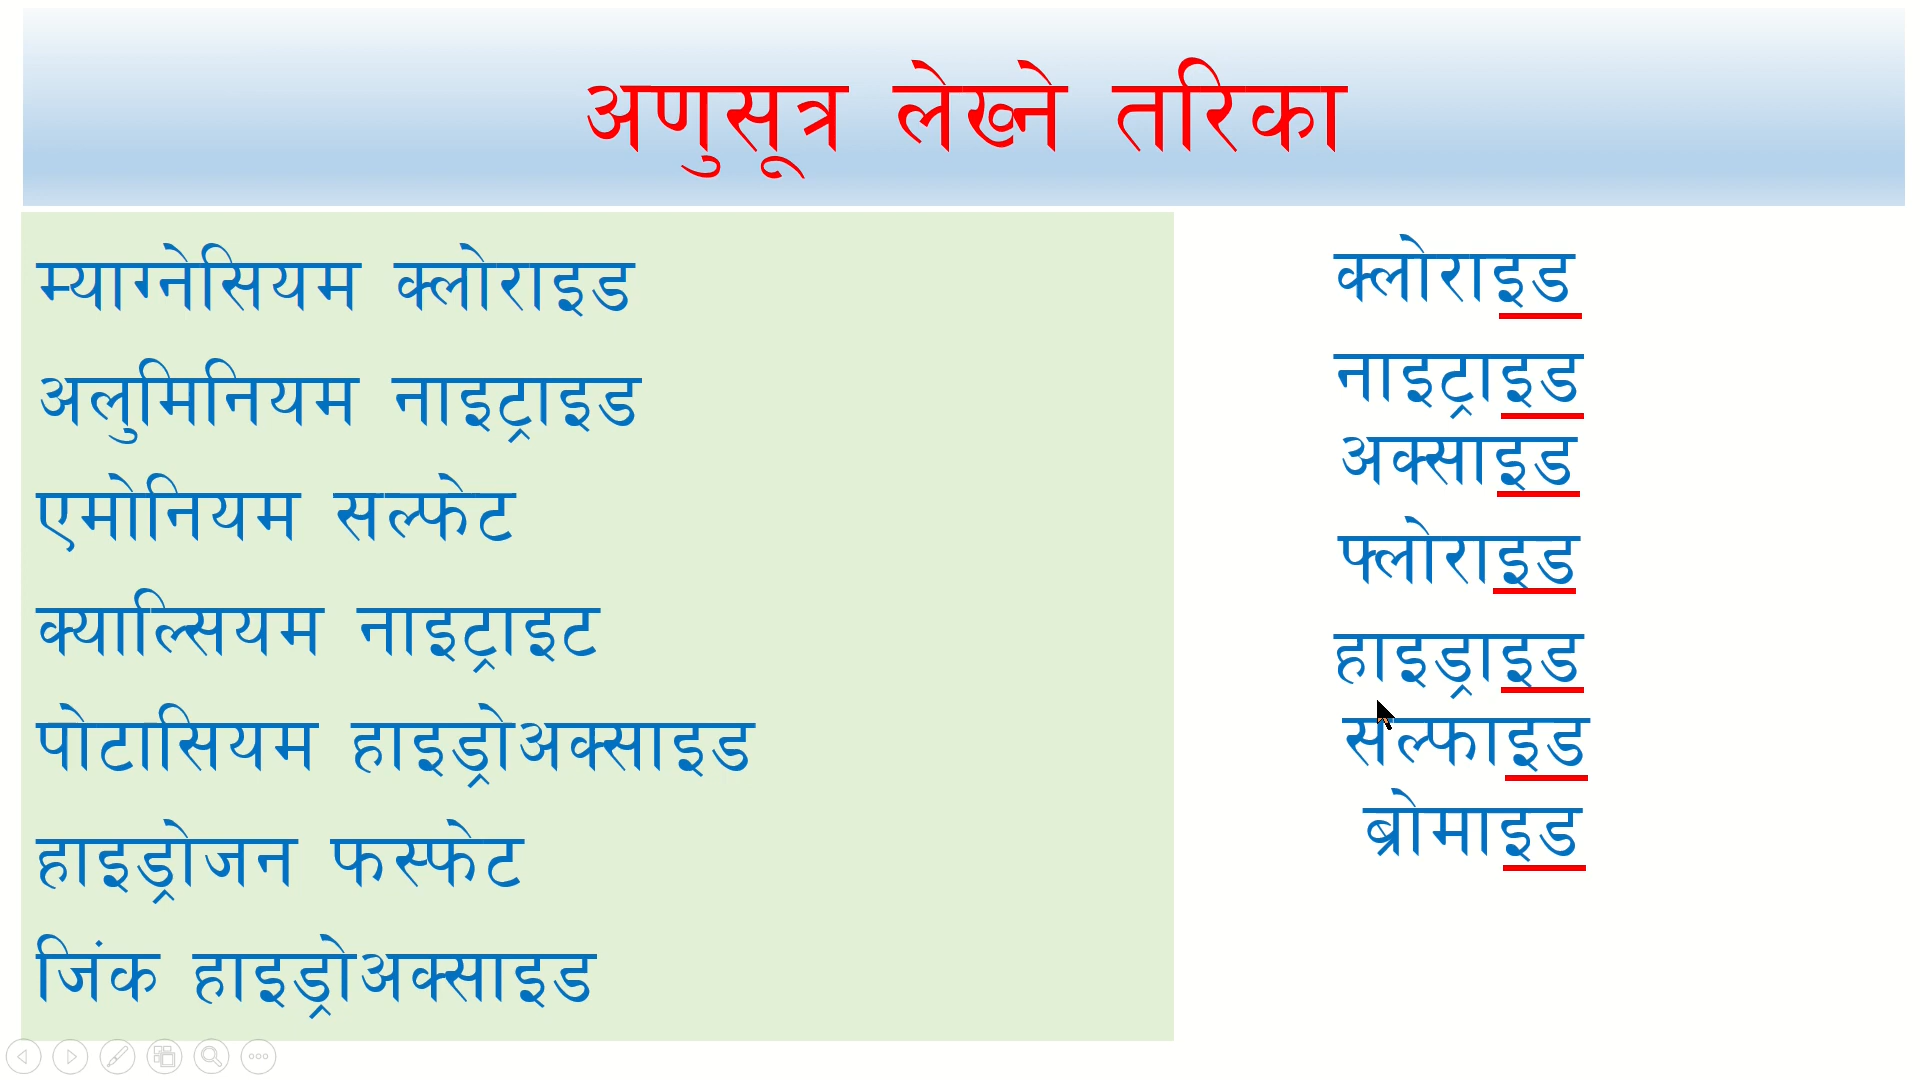 अणुसूत्र लेख्ने तरिका
म्याग्नेसियम क्लोराइड
अलुमिनियम नाइट्राइड
एमोनियम सल्फेट
क्याल्सियम नाइट्राइट
पोटासियम हाइड्रोअक्साइड
हाइड्रोजन फस्फेट
जिंक हाइड्रोअक्साइड
क्लोराइड
नाइट्राइड
अक्साइड
फ्लोराइड
हाइड्राइड
सल्फाइड
ब्रोमाइड